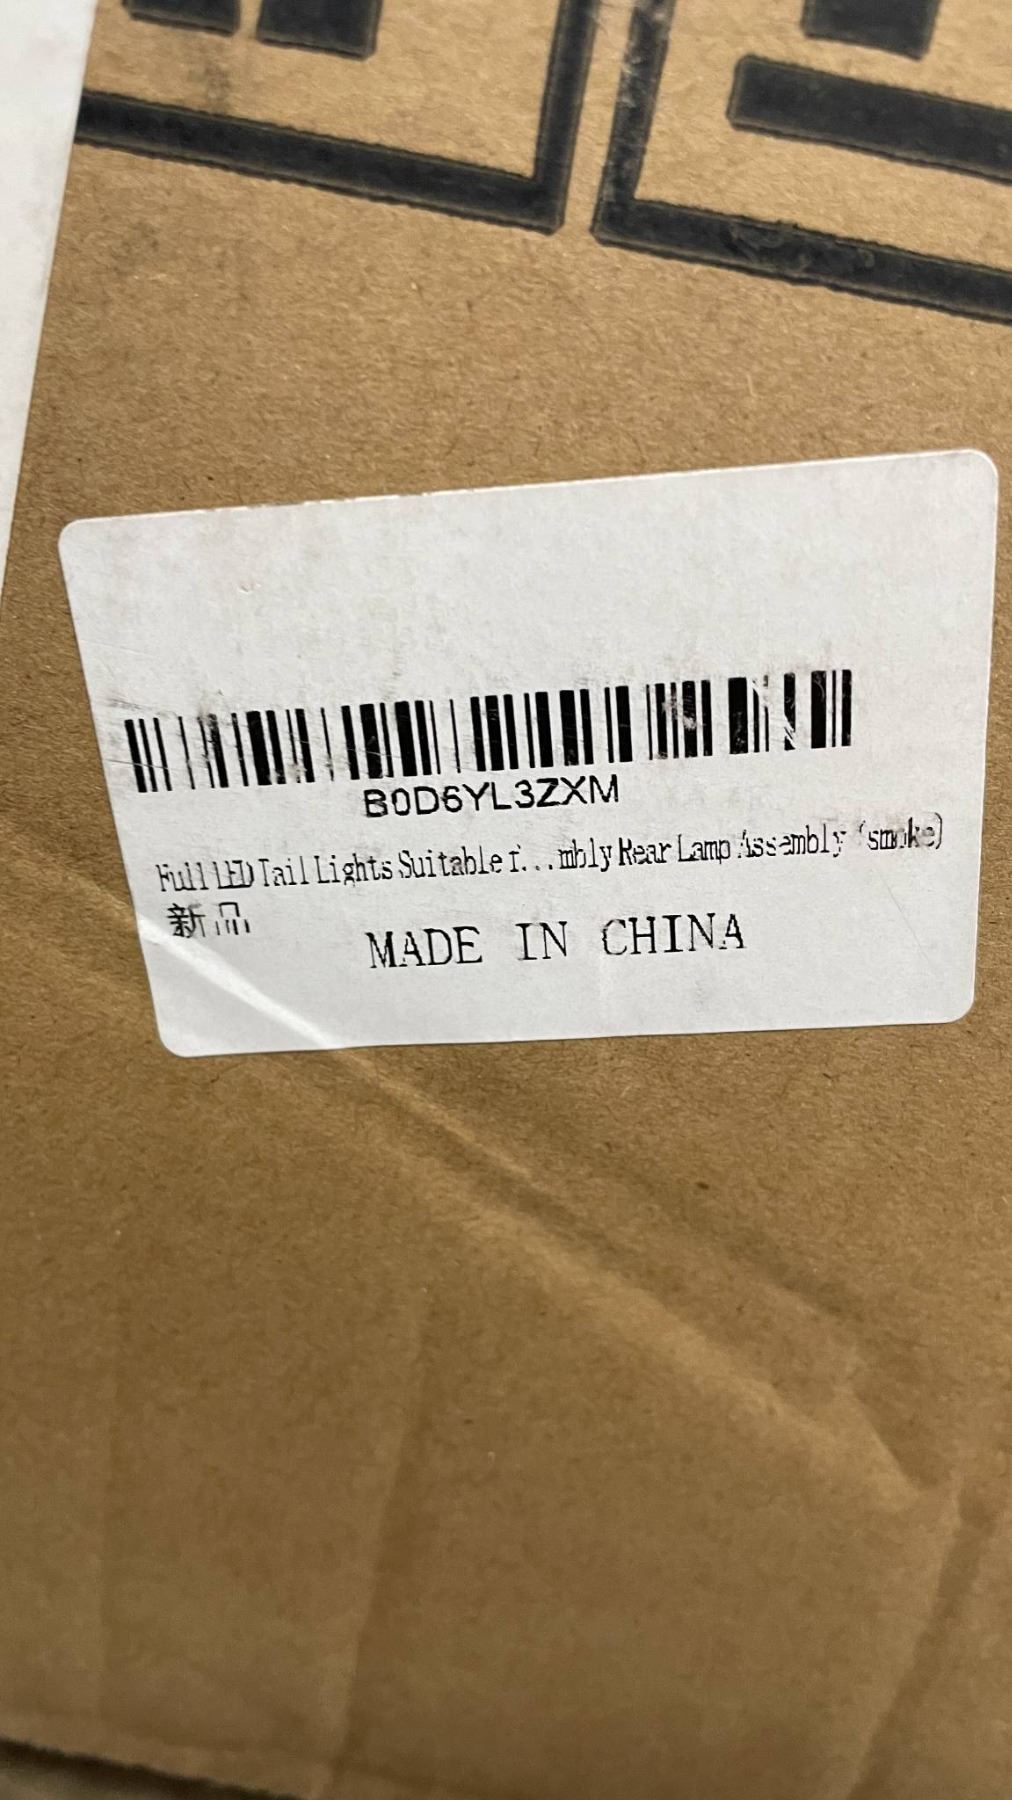 B0D6YL3ZXM
Full LED Tail Lights Suitable f...mbly Rear Lamp Assembly (smoke)
新品
MADE IN CHINA